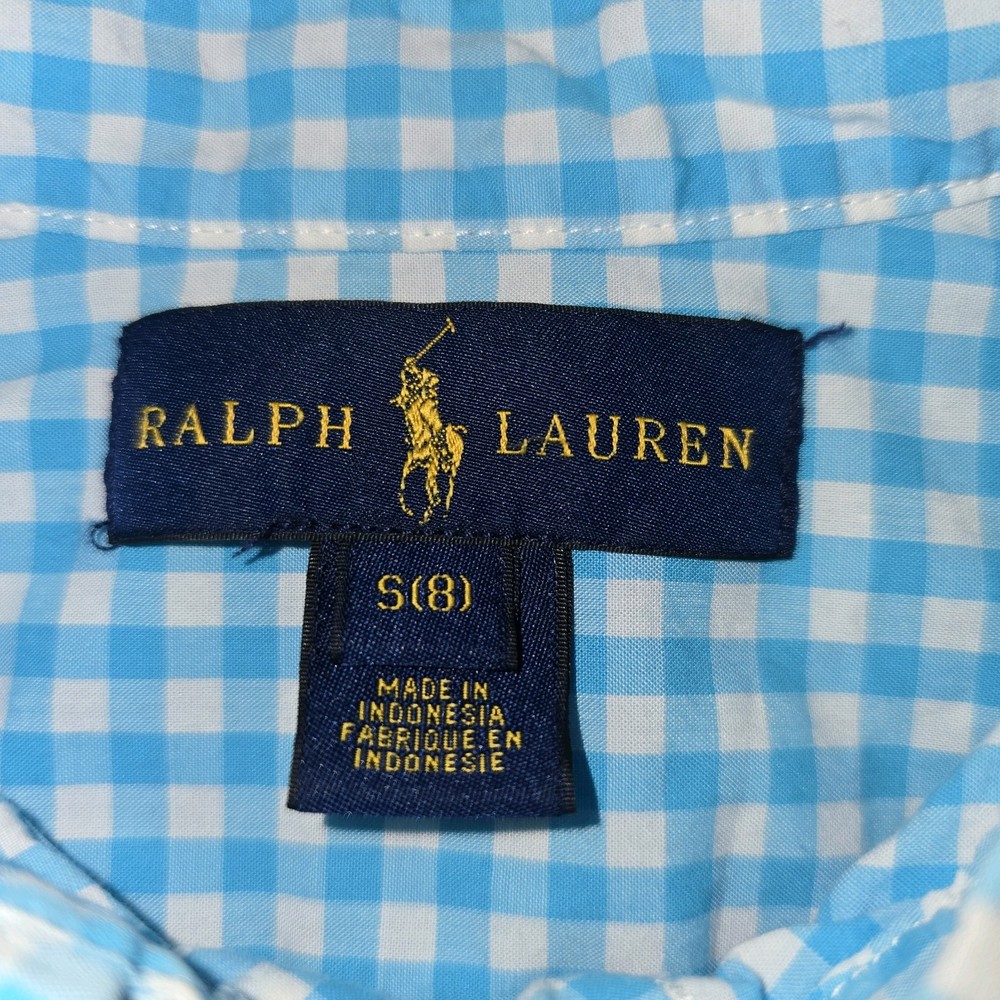 RALPH LAUREN
S(8)
MADE IN
INDONESIA
FABRIQUE EN
INDONESIE